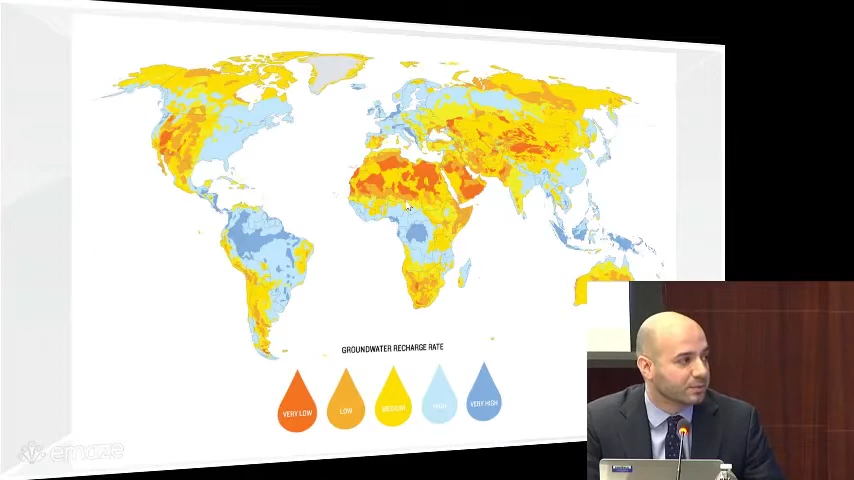 GROUNDWATER RECHARGE RATE
VERY LOW
LOW
MEDIUM
HIGH
VERY HIGH
emaze